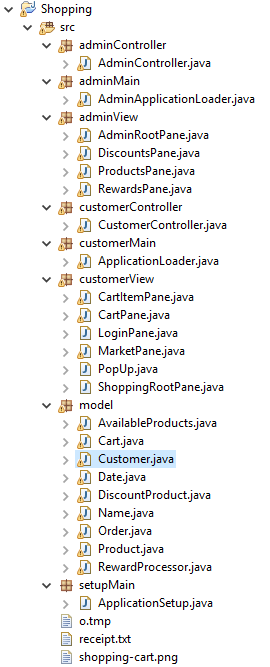 Shopping
src
adminController
AdminController.java
adminMain
AdminApplicationLoader.java
adminView
AdminRootPane.java
DiscountsPane.java
ProductsPane.java
RewardsPane.java
customerController
CustomerController.java
customerMain
ApplicationLoader.java
customerView
CartItemPane.java
CartPane.java
LoginPane.java
MarketPane.java
PopUp.java
ShoppingRootPane.java
model
AvailableProducts.java
Cart.java
Customer.java
Date.java
DiscountProduct.java
Name.java
Order.java
Product.java
RewardProcessor.java
setupMain
ApplicationSetup.java
o.tmp
receipt.txt
shopping-cart.png